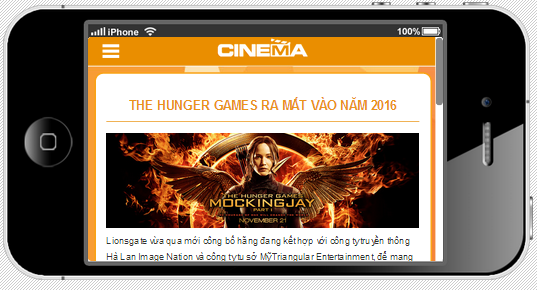 iPhone
100%
CINEMA
THE HUNGER GAMES RA MẮT VÀO NĂM 2016
THE HUNGER GAMES
MOCKINGJAY
PART 1
NOVEMBER 21
Lionsgate vừa qua mới công bố hãng đang kết hợp với công ty truyền thông
Hà Lan Image Nation và công ty tư sở Mỹ Triangular Entertainment, để mang